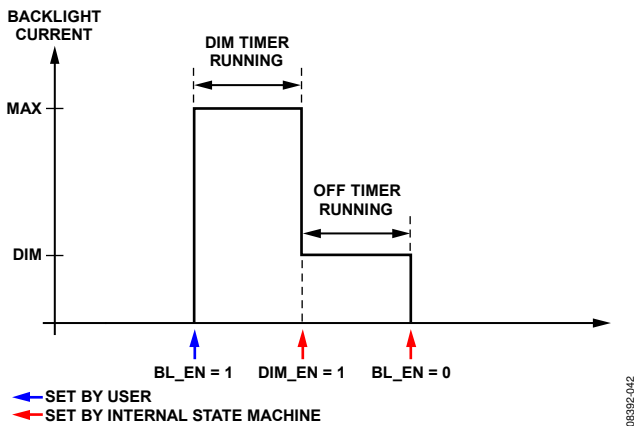 BACKLIGHT
CURRENT
DIM TIMER
RUNNING
MAX
OFF TIMER
RUNNING
DIM
BL_EN = 1
DIM_EN = 1
BL_EN = 0
SET BY USER
SET BY INTERNAL STATE MACHINE
08392-042